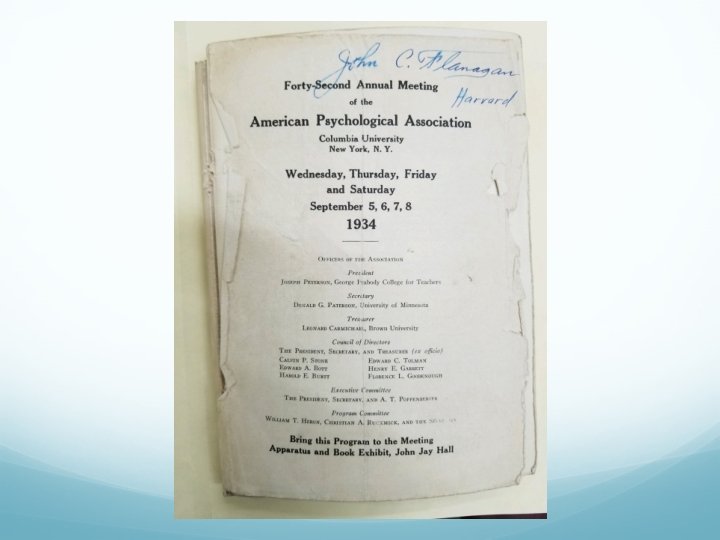 John C. Flanagan
Harvard
Forty-Second Annual Meeting
of the
American Psychological Association
Columbia University
New York, N. Y.
Wednesday, Thursday, Friday
and Saturday
September 5, 6, 7, 8
1934
Officers of the Association
President
Joseph Peterson, George Peabody College for Teachers
Secretary
Donald G. Paterson, University of Minnesota
Treasurer
Leonard Carmichael, Brown University
Council of Directors
The President, Secretary, and Treasurer (ex officio)
Calvin P. Stone Edward C. Tolman
Edward A. Bott Henry E. Garrett
Harold E. Burtt Florence L. Goodenough
Executive Committee
The President, Secretary, and A. T. Poffenberger
Program Committee
William T. Heron, Christian A. Ruckmick, and the
Bring this Program to the Meeting
Apparatus and Book Exhibit, John Jay Hall